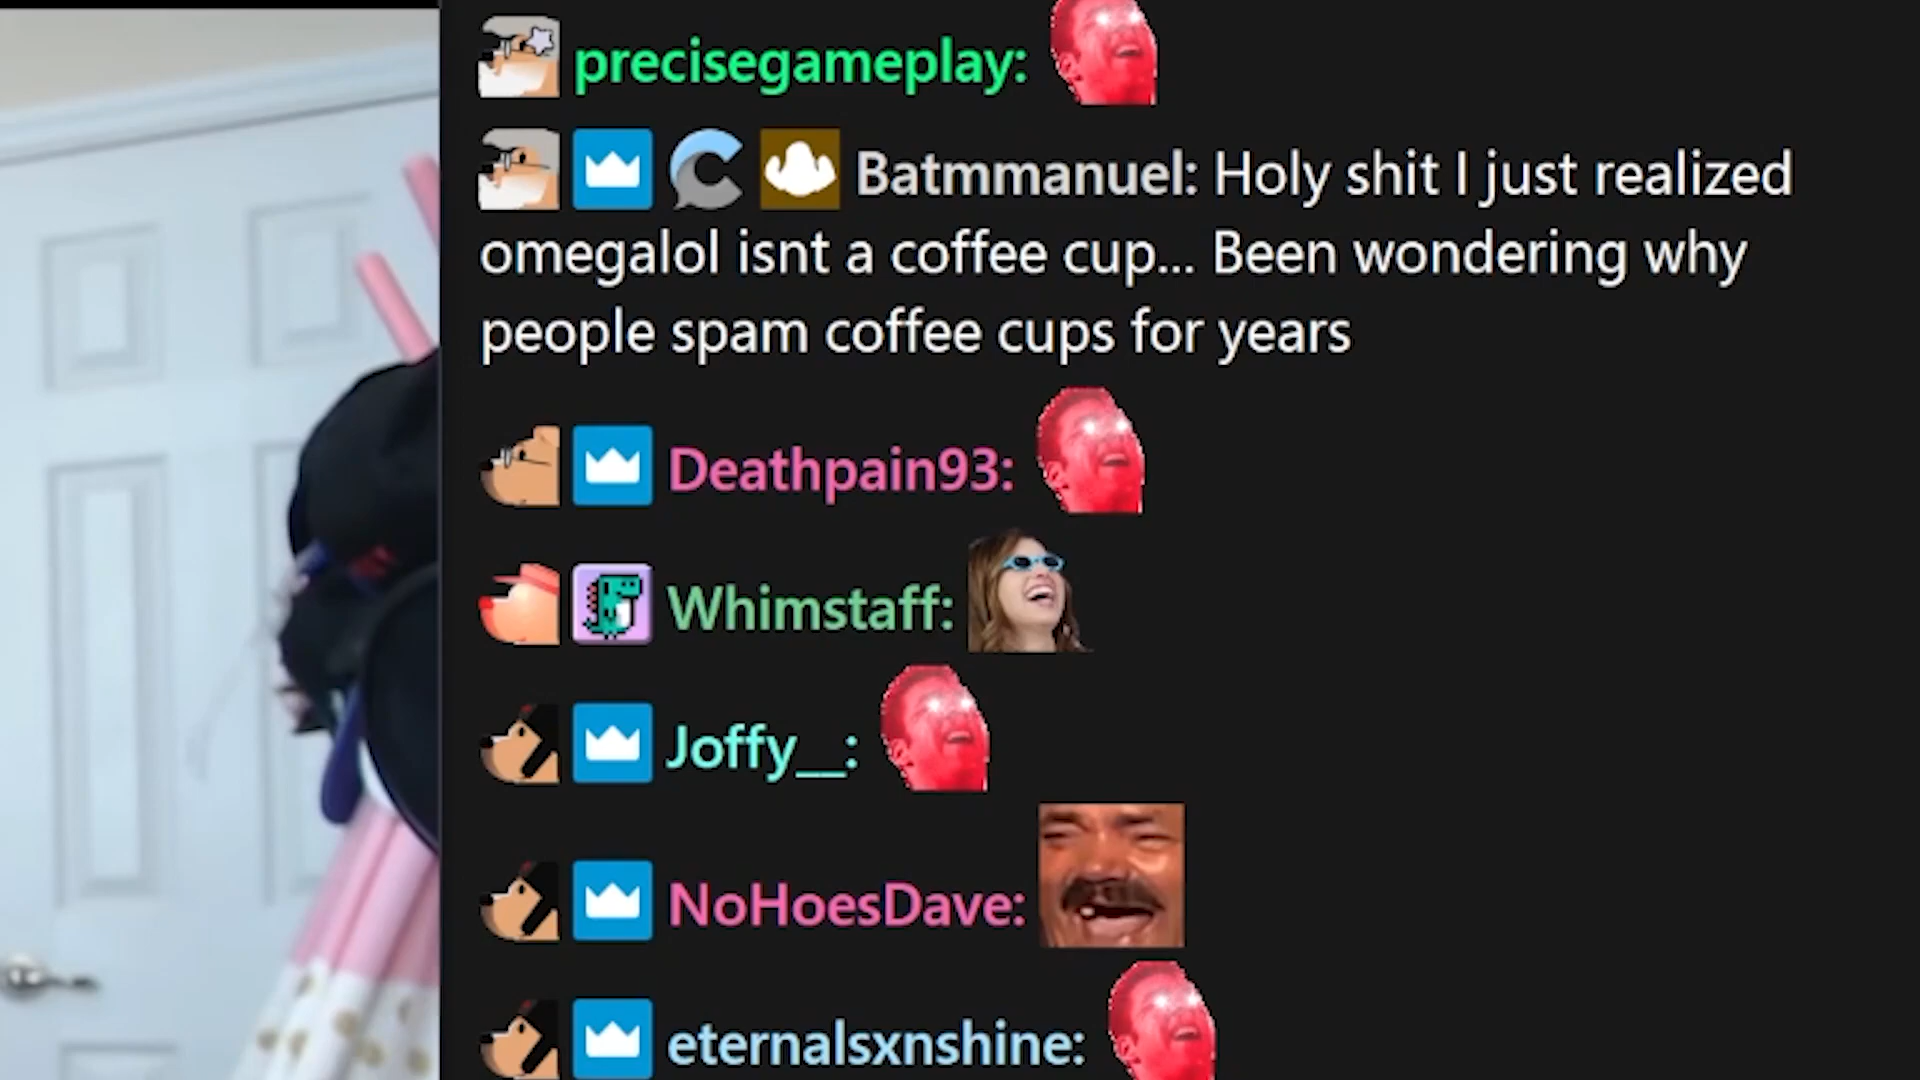 precisegameplay:
Batmmanuel: Holy shit I just realized
omegalol isnt a coffee cup... Been wondering why
people spam coffee cups for years
Deathpain93:
Whimstaff:
Joffy__:
NoHoesDave:
eternalsxnshine: